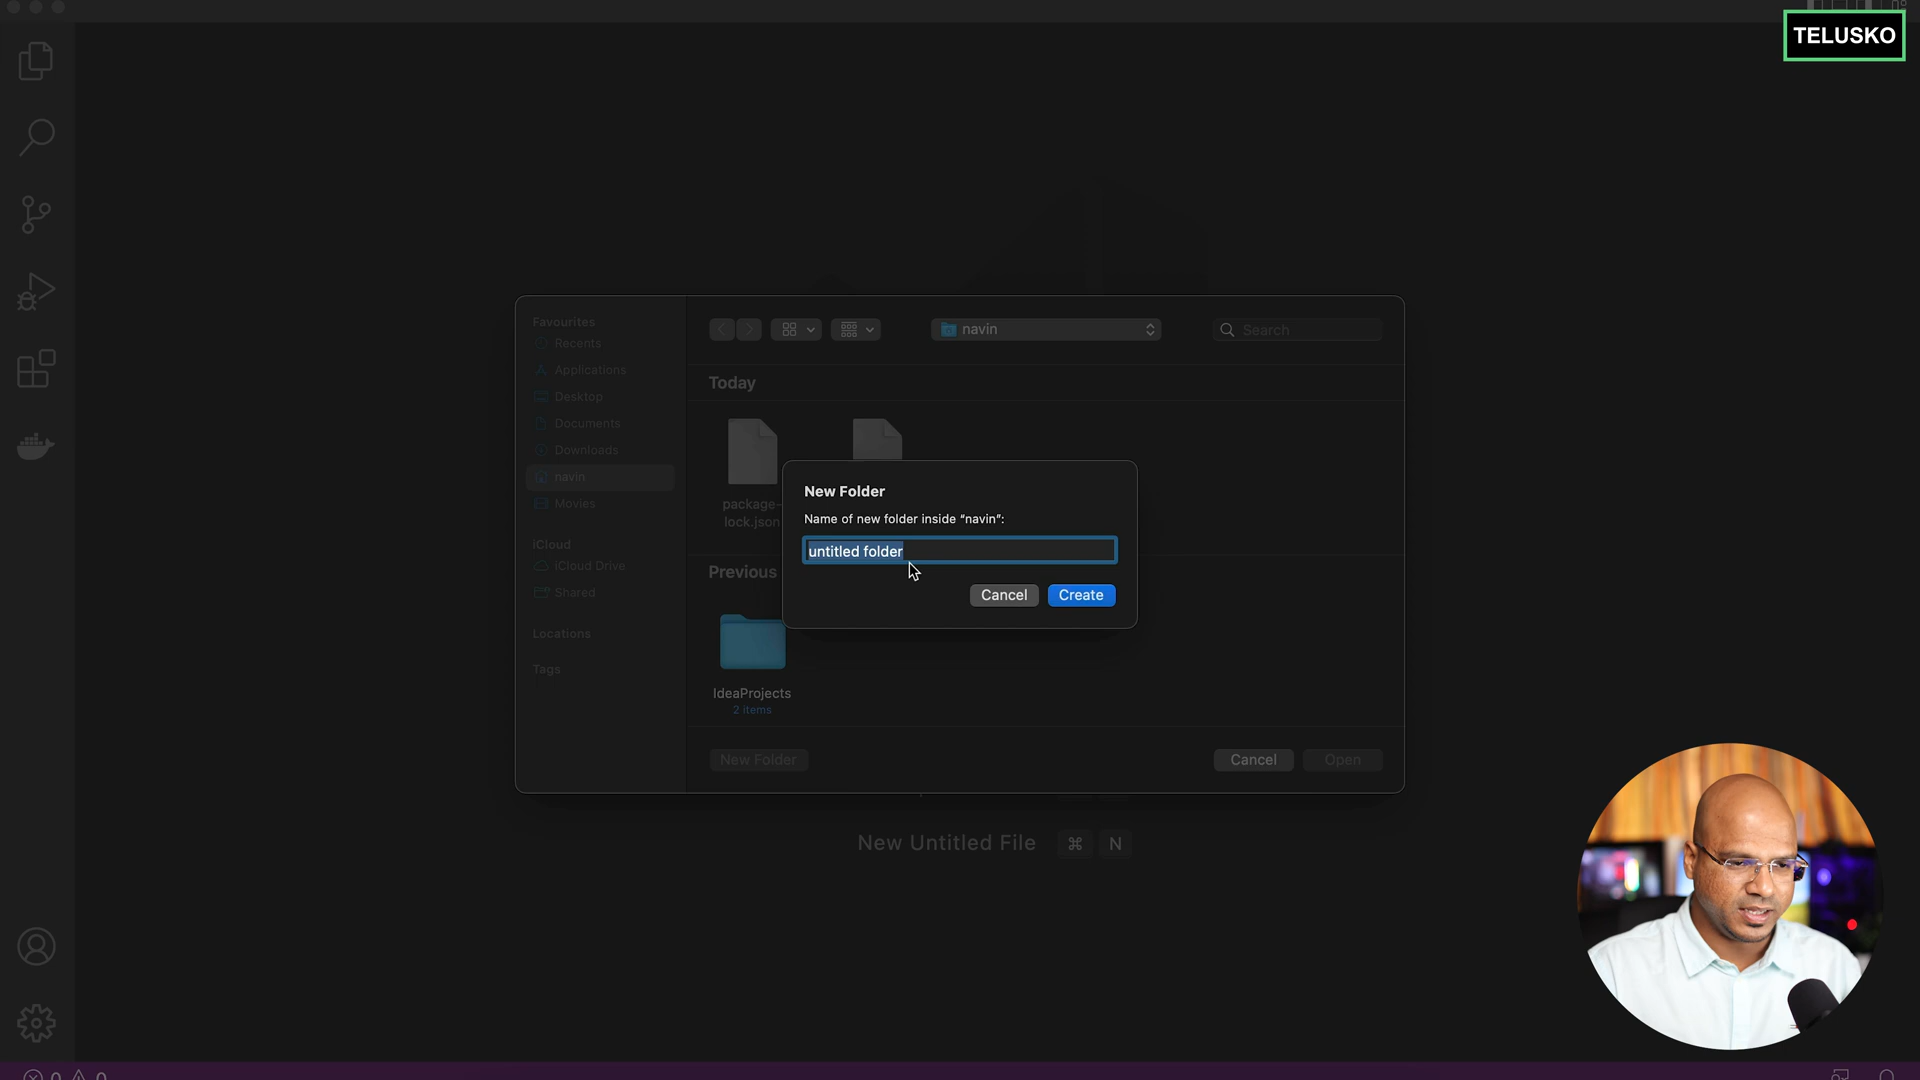 TELUSKO
Favourites
Recents
Applications
Desktop
Documents
Downloads
navin
Movies
iCloud
iCloud Drive
Shared
Locations
Tags
navin
Search
Today
package-
lock.json
Previous
IdeaProjects
2 items
New Folder
Cancel
Open
New Folder
Name of new folder inside “navin”:
untitled folder
Cancel
Create
New Untitled File ⌘ N
0 0